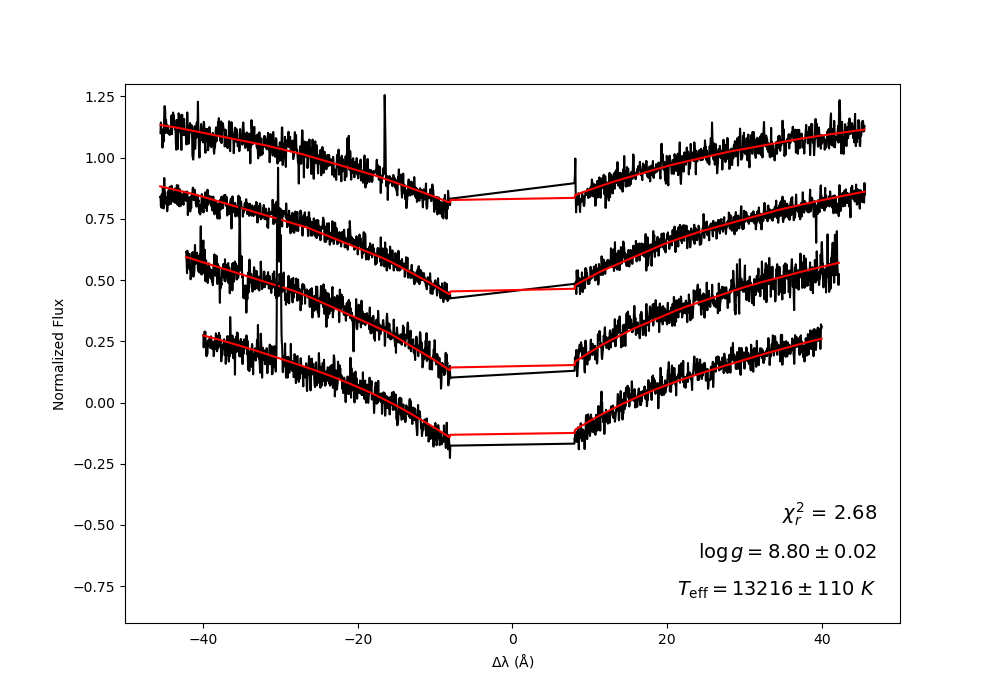 1.25
1.00
0.75
0.50
0.25
0.00
−0.25
−0.50
−0.75
Normalized Flux
χ²ᵣ = 2.68
log g = 8.80 ± 0.02
T_eff = 13216 ± 110 K
−40 −20 0 20 40
Δλ (Å)